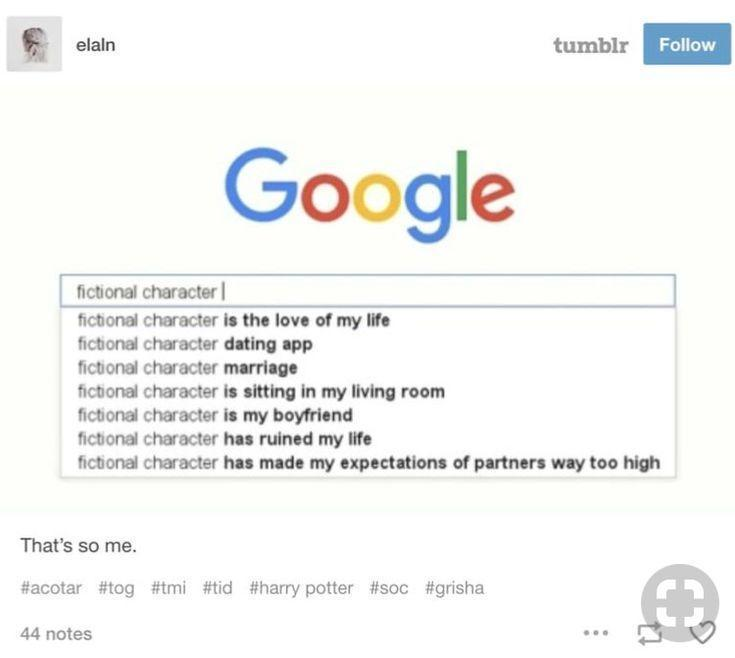 elaln
tumblr
Follow
Google
fictional character
fictional character is the love of my life
fictional character dating app
fictional character marriage
fictional character is sitting in my living room
fictional character is my boyfriend
fictional character has ruined my life
fictional character has made my expectations of partners way too high
That's so me.
#acotar #tog #tmi #tid #harry potter #soc #grisha
44 notes